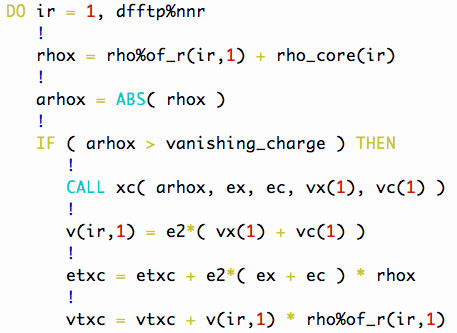 DO ir = 1, dfftp%nnr
!
rhox = rho%of_r(ir,1) + rho_core(ir)
!
arhox = ABS( rhox )
!
IF ( arhox > vanishing_charge ) THEN
!
CALL xc( arhox, ex, ec, vx(1), vc(1) )
!
v(ir,1) = e2*( vx(1) + vc(1) )
!
etxc = etxc + e2*( ex + ec ) * rhox
!
vtxc = vtxc + v(ir,1) * rho%of_r(ir,1)